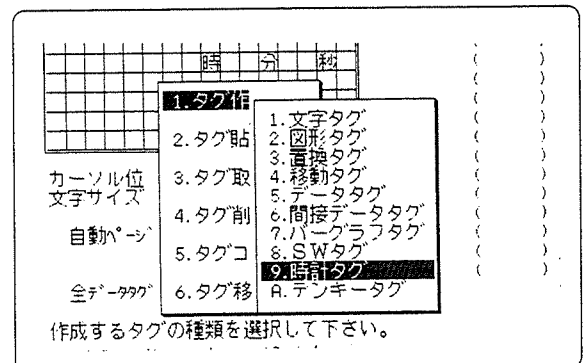 時 分 秒
1.タグ作
2.タグ貼
3.タグ取
4.タグ削
5.タグコ
6.タグ移
1.文字タグ
2.図形タグ
3.置換タグ
4.移動タグ
5.データタグ
6.間接データタグ
7.バーグラフタグ
8.SWタグ
9.時計タグ
A.テンキータグ
カーソル位
文字サイズ
自動ページ
全データタグ
作成するタグの種類を選択して下さい。
( )
( )
( )
( )
( )
( )
( )
( )
( )
( )
( )
( )
( )
( )